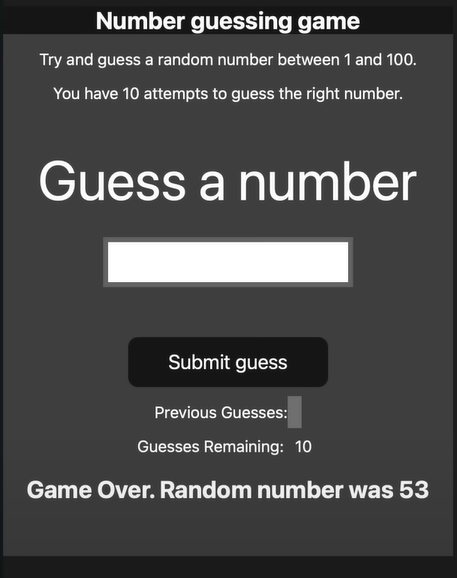 Number guessing game
Try and guess a random number between 1 and 100.
You have 10 attempts to guess the right number.
Guess a number
Submit guess
Previous Guesses:
Guesses Remaining: 10
Game Over. Random number was 53